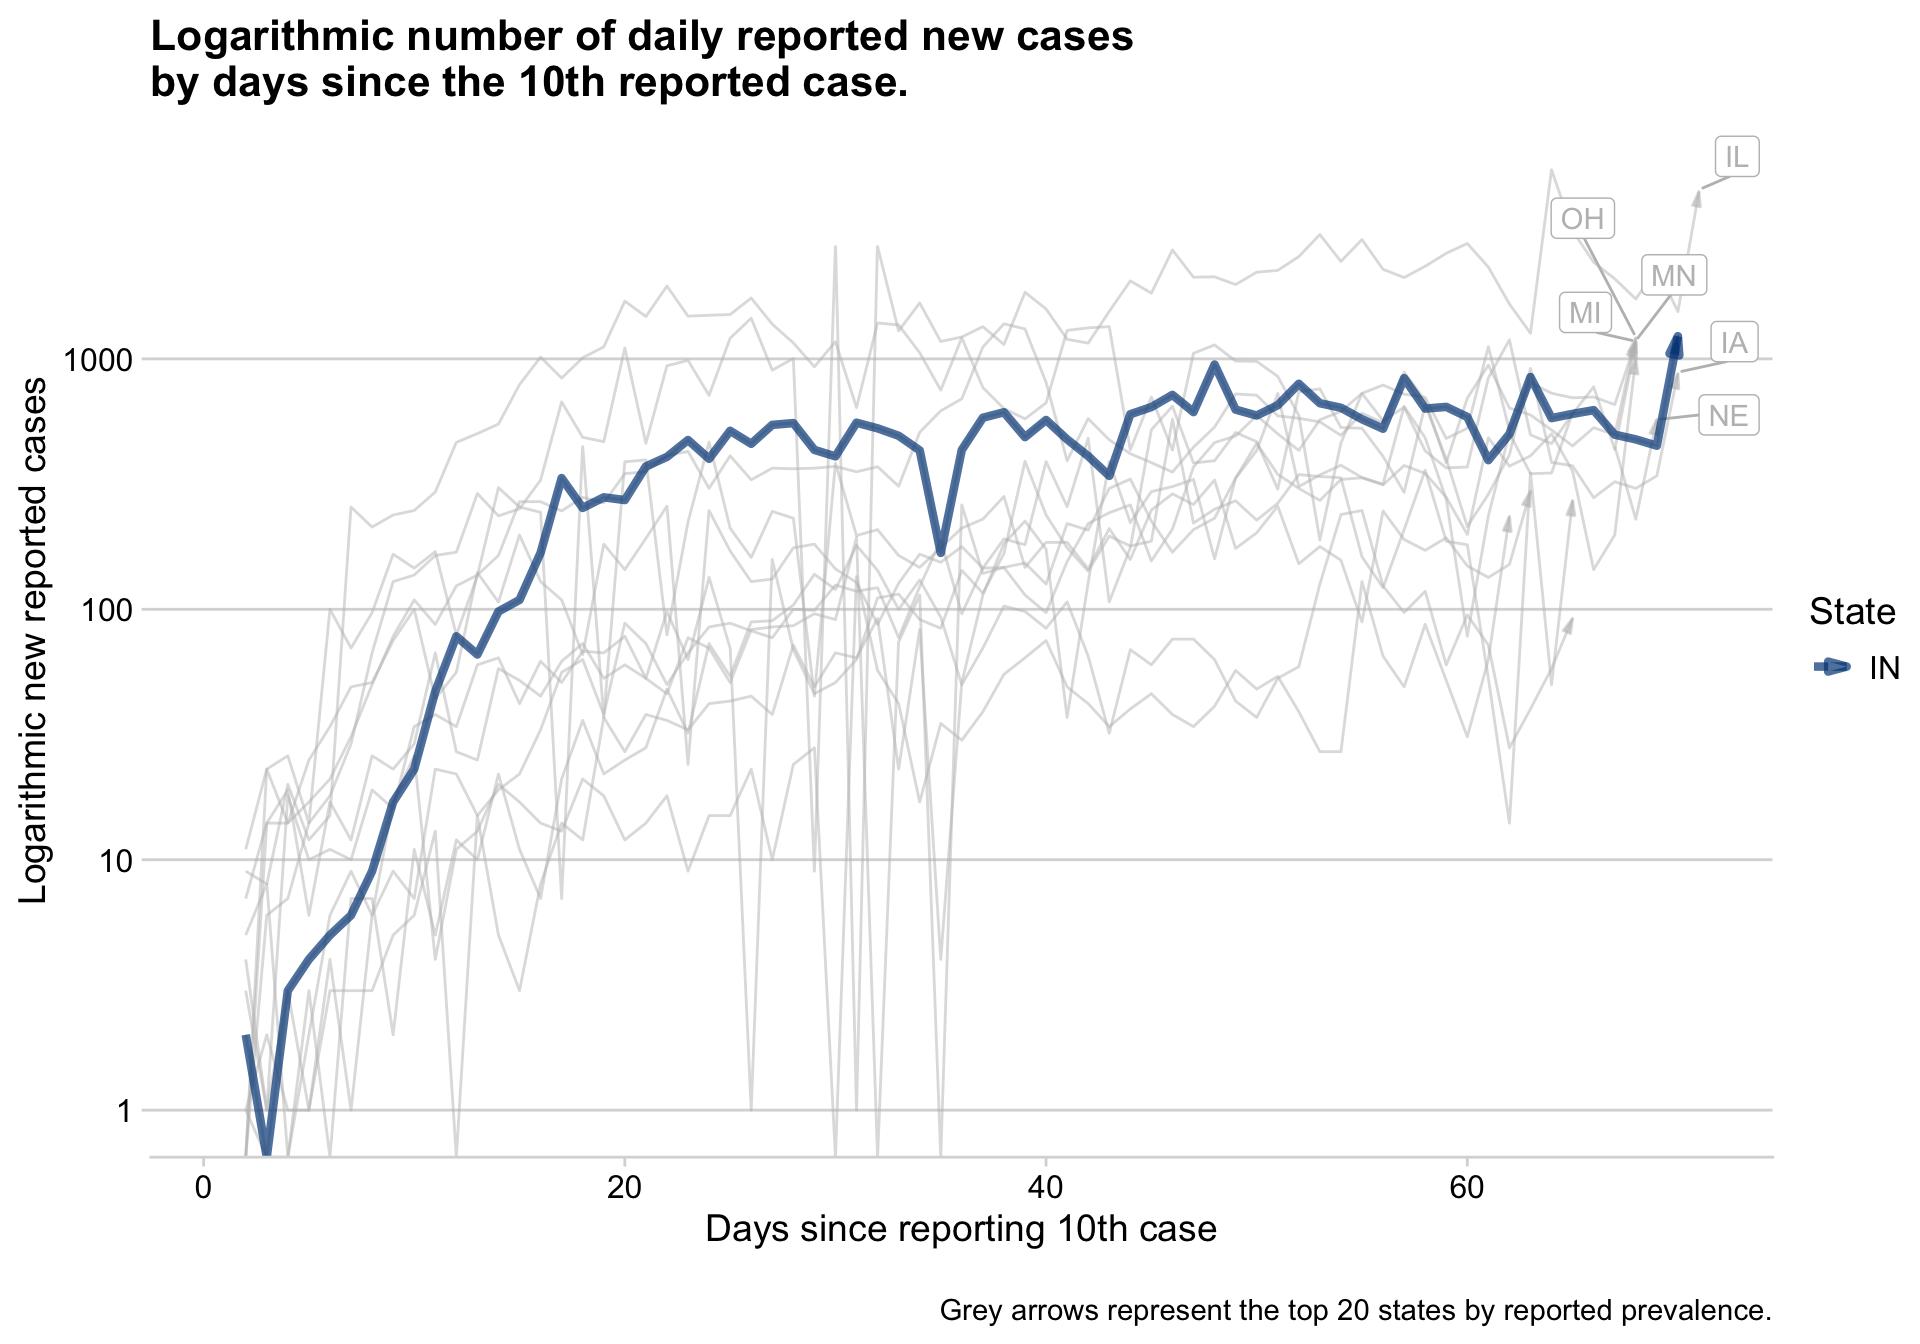 Logarithmic number of daily reported new cases
by days since the 10th reported case.
IL
OH
MN
MI
IA
NE
1000
100
10
1
Logarithmic new reported cases
State
IN
0
20
40
60
Days since reporting 10th case
Grey arrows represent the top 20 states by reported prevalence.